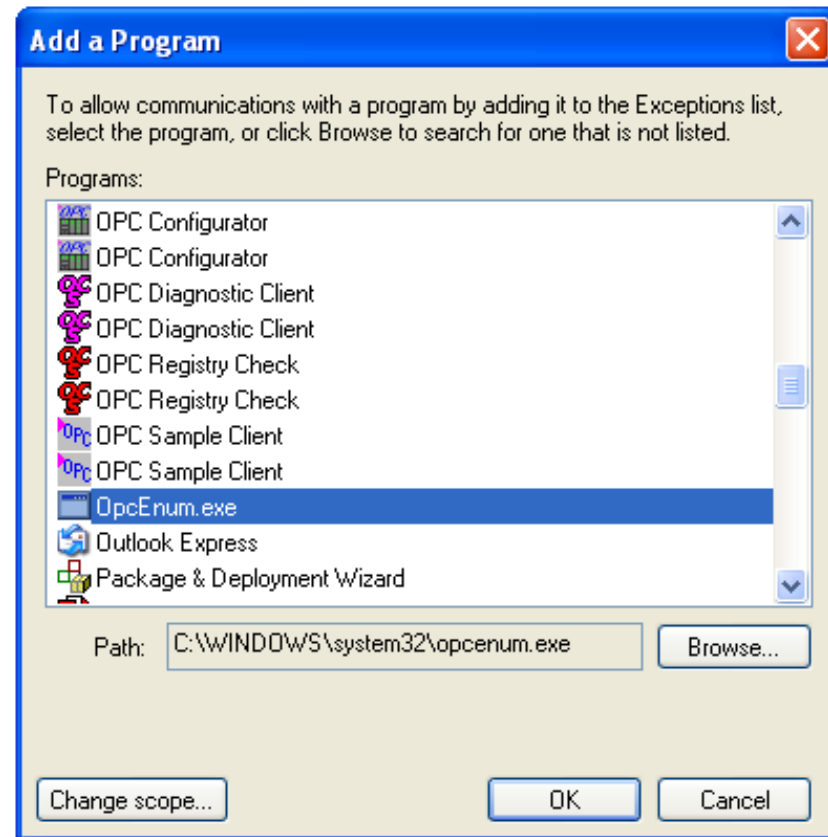 Add a Program
To allow communications with a program by adding it to the Exceptions list,
select the program, or click Browse to search for one that is not listed.
Programs:
OPC Configurator
OPC Configurator
OPC Diagnostic Client
OPC Diagnostic Client
OPC Registry Check
OPC Registry Check
OPC OPC Sample Client
OPC OPC Sample Client
OpcEnum.exe
Outlook Express
Package & Deployment Wizard
Path: C:\WINDOWS\system32\opcenum.exe Browse...
Change scope... OK Cancel